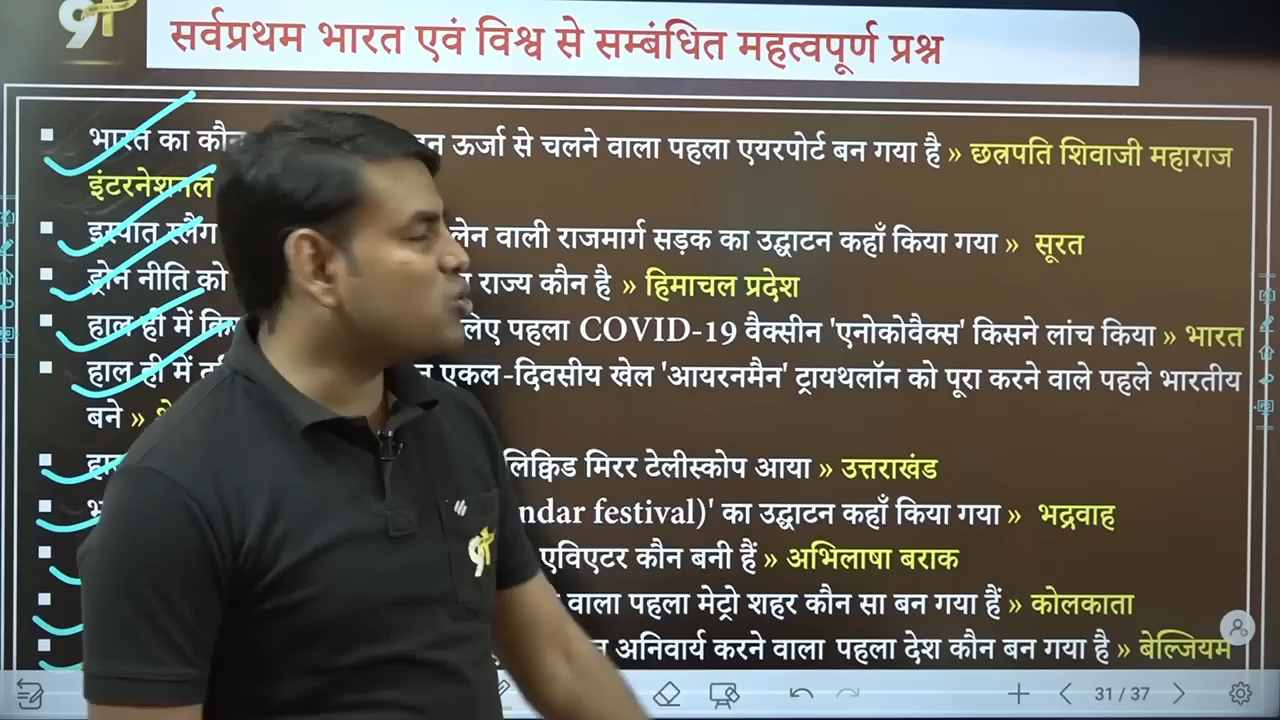 सर्वप्रथम भारत एवं विश्व से सम्बंधित महत्वपूर्ण प्रश्न
भारत का ऊर्जा से चलने वाला पहला एयरपोर्ट बन गया है » छत्रपति शिवाजी महाराज
इंटरनेशनल
इस्पात स्लैग लेन वाली राजमार्ग सड़क का उद्घाटन कहाँ किया गया » सूरत
ड्रोन नीति को राज्य कौन है » हिमाचल प्रदेश
हाल ही में लिए पहला COVID-19 वैक्सीन 'एनोकोवैक्स' किसने लांच किया » भारत
हाल ही में एकल-दिवसीय खेल 'आयरनमैन' ट्रायथलॉन को पूरा करने वाले पहले भारतीय
बने »
लिक्विड मिरर टेलीस्कोप आया » उत्तराखंड
ndar festival)' का उद्घाटन कहाँ किया गया » भद्रवाह
एविएटर कौन बनी हैं » अभिलाषा बराक
वाला पहला मेट्रो शहर कौन सा बन गया हैं » कोलकाता
अनिवार्य करने वाला पहला देश कौन बन गया है » बेल्जियम
31 / 37